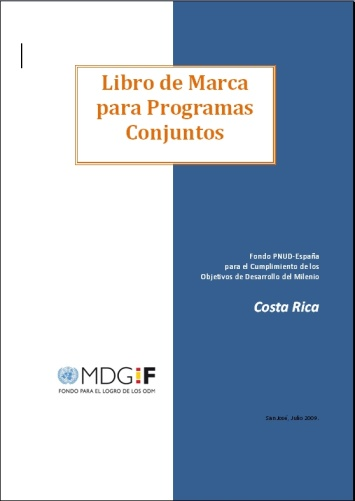 Libro de Marca
para Programas
Conjuntos
Fondo PNUD-España
para el Cumplimiento de los
Objetivos de Desarrollo del Milenio
Costa Rica
MDGiF
FONDO PARA EL LOGRO DE LOS ODM
San José, Julio 2009.